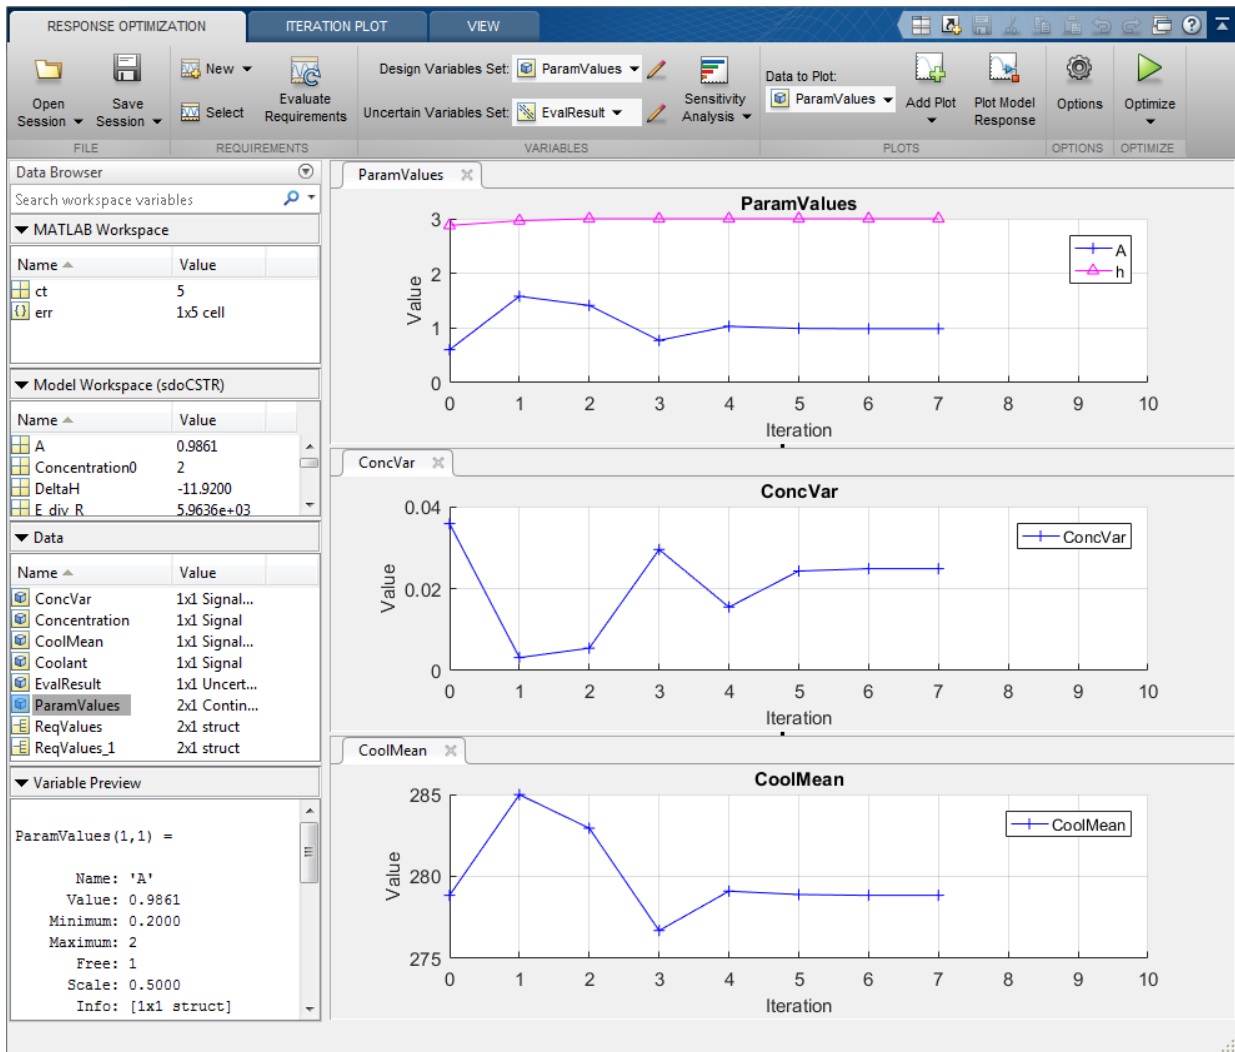 RESPONSE OPTIMIZATION ITERATION PLOT VIEW
New
Design Variables Set: ParamValues
Data to Plot:
Open Session
Save Session
Select
Evaluate Requirements
Uncertain Variables Set: EvalResult
Sensitivity Analysis
ParamValues
Add Plot
Plot Model Response
Options
Optimize
FILE REQUIREMENTS VARIABLES PLOTS OPTIONS OPTIMIZE
Data Browser
Search workspace variables
MATLAB Workspace
Name Value
ct 5
err 1x5 cell
Model Workspace (sdoCSTR)
Name Value
A 0.9861
Concentration0 2
DeltaH -11.9200
E_div_R 5.9636e+03
Data
Name Value
ConcVar 1x1 Signal...
Concentration 1x1 Signal
CoolMean 1x1 Signal...
Coolant 1x1 Signal
EvalResult 1x1 Uncert...
ParamValues 2x1 Contin...
ReqValues 2x1 struct
ReqValues_1 2x1 struct
Variable Preview
ParamValues(1,1) =
Name: 'A'
Value: 0.9861
Minimum: 0.2000
Maximum: 2
Free: 1
Scale: 0.5000
Info: [1x1 struct]
ParamValues
ParamValues
3
2
1
0
Value
A
h
0 1 2 3 4 5 6 7 8 9 10
Iteration
ConcVar
ConcVar
0.04
0.02
0
Value
ConcVar
0 1 2 3 4 5 6 7 8 9 10
Iteration
CoolMean
CoolMean
285
280
275
Value
CoolMean
0 1 2 3 4 5 6 7 8 9 10
Iteration